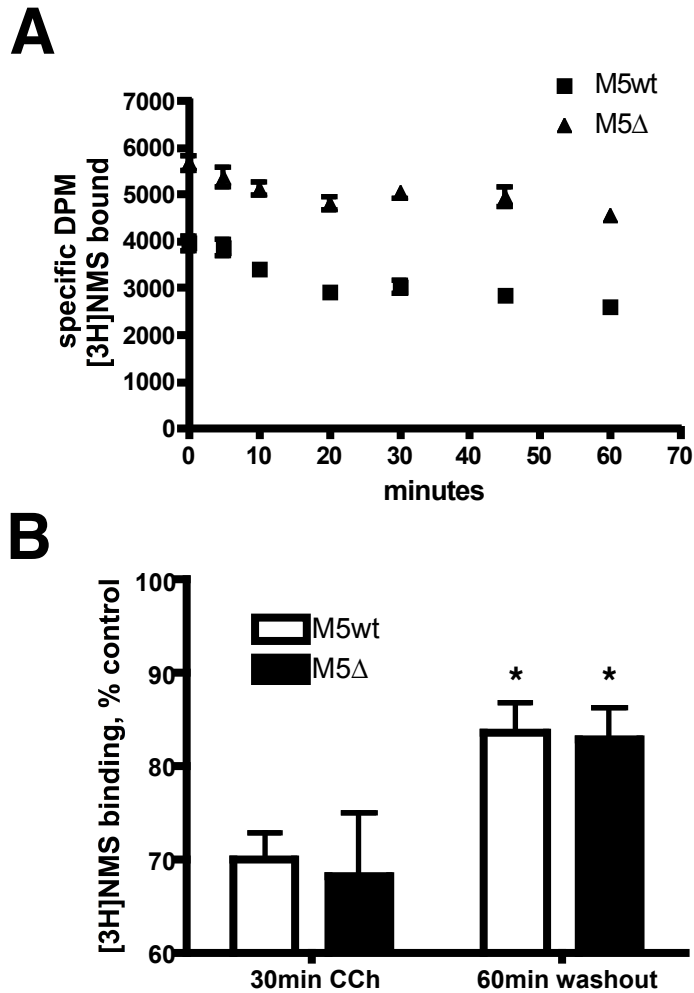 A
M5wt
M5Δ
specific DPM
[3H]NMS bound
7000
6000
5000
4000
3000
2000
1000
0
0 10 20 30 40 50 60 70
minutes
B
[3H]NMS binding, % control
100
90
80
70
60
M5wt
M5Δ
* *
30min CCh 60min washout